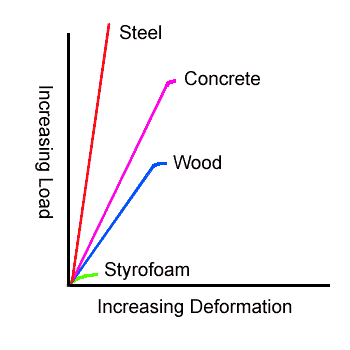 Steel
Concrete
Increasing Load
Wood
Styrofoam
Increasing Deformation